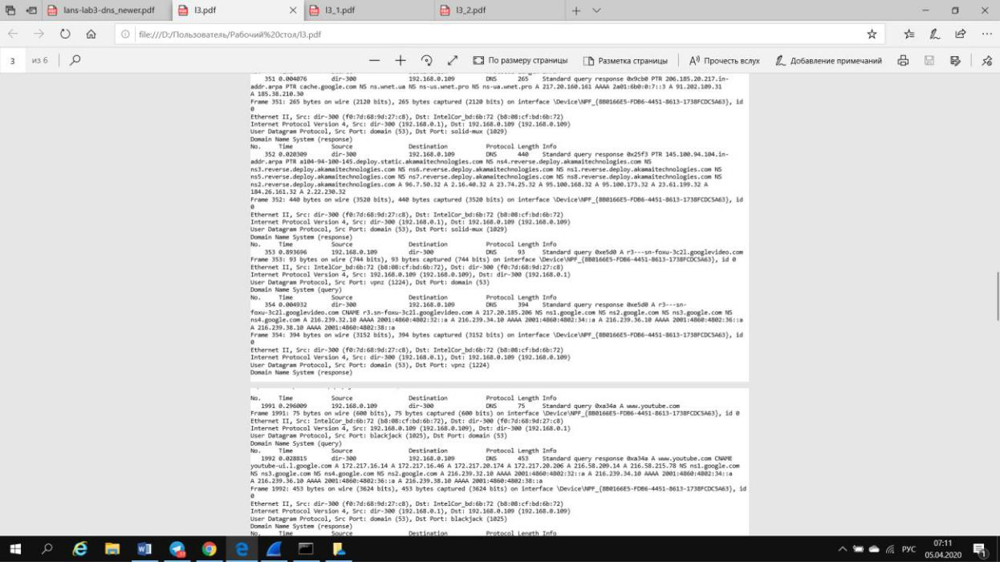 lans-lab3-dns_newer.pdf
l3.pdf
l3_1.pdf
l3_2.pdf
file:///D:/Пользователь/Рабочий%20стол/l3.pdf
3 из 6
По размеру страницы
Разметка страницы
Прочесть вслух
Добавление примечаний
351 0.004076 dir-300 192.168.0.109 DNS 265 Standard query response 0x9cb0 PTR 206.185.20.217.in-
addr.arpa PTR cache.google.com NS ns.wnet.ua NS ns-us.wnet.pro NS ns-ua.wnet.pro A 217.20.160.161 AAAA 2a01:6b0:0:7::3 A 91.202.109.31
A 185.38.210.30
Frame 351: 265 bytes on wire (2120 bits), 265 bytes captured (2120 bits) on interface \Device\NPF_{8B0166E5-FDB6-4451-8613-1738FCDC5A63}, id
0
Ethernet II, Src: dir-300 (f0:7d:68:9d:27:c8), Dst: IntelCor_bd:6b:72 (b8:08:cf:bd:6b:72)
Internet Protocol Version 4, Src: dir-300 (192.168.0.1), Dst: 192.168.0.109 (192.168.0.109)
User Datagram Protocol, Src Port: domain (53), Dst Port: solid-mux (1029)
Domain Name System (response)
No. Time Source Destination Protocol Length Info
352 0.020309 dir-300 192.168.0.109 DNS 440 Standard query response 0x25f3 PTR 145.100.94.104.in-
addr.arpa PTR a104-94-100-145.deploy.static.akamaitechnologies.com NS ns4.reverse.deploy.akamaitechnologies.com NS
ns3.reverse.deploy.akamaitechnologies.com NS ns6.reverse.deploy.akamaitechnologies.com NS ns1.reverse.deploy.akamaitechnologies.com NS
ns5.reverse.deploy.akamaitechnologies.com NS ns7.reverse.deploy.akamaitechnologies.com NS ns8.reverse.deploy.akamaitechnologies.com NS
ns2.reverse.deploy.akamaitechnologies.com A 96.7.50.32 A 2.16.40.32 A 23.74.25.32 A 95.100.168.32 A 95.100.173.32 A 23.61.199.32 A
184.26.161.32 A 2.22.230.32
Frame 352: 440 bytes on wire (3520 bits), 440 bytes captured (3520 bits) on interface \Device\NPF_{8B0166E5-FDB6-4451-8613-1738FCDC5A63}, id
0
Ethernet II, Src: dir-300 (f0:7d:68:9d:27:c8), Dst: IntelCor_bd:6b:72 (b8:08:cf:bd:6b:72)
Internet Protocol Version 4, Src: dir-300 (192.168.0.1), Dst: 192.168.0.109 (192.168.0.109)
User Datagram Protocol, Src Port: domain (53), Dst Port: solid-mux (1029)
Domain Name System (response)
No. Time Source Destination Protocol Length Info
353 0.893696 192.168.0.109 dir-300 DNS 93 Standard query 0xe5d0 A r3---sn-foxu-3c2l.googlevideo.com
Frame 353: 93 bytes on wire (744 bits), 93 bytes captured (744 bits) on interface \Device\NPF_{8B0166E5-FDB6-4451-8613-1738FCDC5A63}, id 0
Ethernet II, Src: IntelCor_bd:6b:72 (b8:08:cf:bd:6b:72), Dst: dir-300 (f0:7d:68:9d:27:c8)
Internet Protocol Version 4, Src: 192.168.0.109 (192.168.0.109), Dst: dir-300 (192.168.0.1)
User Datagram Protocol, Src Port: vpnz (1224), Dst Port: domain (53)
Domain Name System (query)
No. Time Source Destination Protocol Length Info
354 0.004932 dir-300 192.168.0.109 DNS 394 Standard query response 0xe5d0 A r3---sn-
foxu-3c2l.googlevideo.com CNAME r3.sn-foxu-3c2l.googlevideo.com A 217.20.185.206 NS ns1.google.com NS ns2.google.com NS ns3.google.com NS
ns4.google.com A 216.239.32.10 AAAA 2001:4860:4802:32::a A 216.239.34.10 AAAA 2001:4860:4802:34::a A 216.239.36.10 AAAA 2001:4860:4802:36::a
A 216.239.38.10 AAAA 2001:4860:4802:38::a
Frame 354: 394 bytes on wire (3152 bits), 394 bytes captured (3152 bits) on interface \Device\NPF_{8B0166E5-FDB6-4451-8613-1738FCDC5A63}, id
0
Ethernet II, Src: dir-300 (f0:7d:68:9d:27:c8), Dst: IntelCor_bd:6b:72 (b8:08:cf:bd:6b:72)
Internet Protocol Version 4, Src: dir-300 (192.168.0.1), Dst: 192.168.0.109 (192.168.0.109)
User Datagram Protocol, Src Port: domain (53), Dst Port: vpnz (1224)
Domain Name System (response)
No. Time Source Destination Protocol Length Info
1991 0.296009 192.168.0.109 dir-300 DNS 75 Standard query 0xa34a A www.youtube.com
Frame 1991: 75 bytes on wire (600 bits), 75 bytes captured (600 bits) on interface \Device\NPF_{8B0166E5-FDB6-4451-8613-1738FCDC5A63}, id 0
Ethernet II, Src: IntelCor_bd:6b:72 (b8:08:cf:bd:6b:72), Dst: dir-300 (f0:7d:68:9d:27:c8)
Internet Protocol Version 4, Src: 192.168.0.109 (192.168.0.109), Dst: dir-300 (192.168.0.1)
User Datagram Protocol, Src Port: blackjack (1025), Dst Port: domain (53)
Domain Name System (query)
No. Time Source Destination Protocol Length Info
1992 0.028815 dir-300 192.168.0.109 DNS 453 Standard query response 0xa34a A www.youtube.com CNAME
youtube-ui.l.google.com A 172.217.16.14 A 172.217.16.46 A 172.217.20.174 A 172.217.20.206 A 216.58.209.14 A 216.58.215.78 NS ns1.google.com
NS ns3.google.com NS ns4.google.com NS ns2.google.com A 216.239.32.10 AAAA 2001:4860:4802:32::a A 216.239.34.10 AAAA 2001:4860:4802:34::a
A 216.239.36.10 AAAA 2001:4860:4802:36::a A 216.239.38.10 AAAA 2001:4860:4802:38::a
Frame 1992: 453 bytes on wire (3624 bits), 453 bytes captured (3624 bits) on interface \Device\NPF_{8B0166E5-FDB6-4451-8613-1738FCDC5A63}, id
0
Ethernet II, Src: dir-300 (f0:7d:68:9d:27:c8), Dst: IntelCor_bd:6b:72 (b8:08:cf:bd:6b:72)
Internet Protocol Version 4, Src: dir-300 (192.168.0.1), Dst: 192.168.0.109 (192.168.0.109)
User Datagram Protocol, Src Port: domain (53), Dst Port: blackjack (1025)
Domain Name System (response)
No. Time Source Destination Protocol Length Info
РУС
07:11
05.04.2020